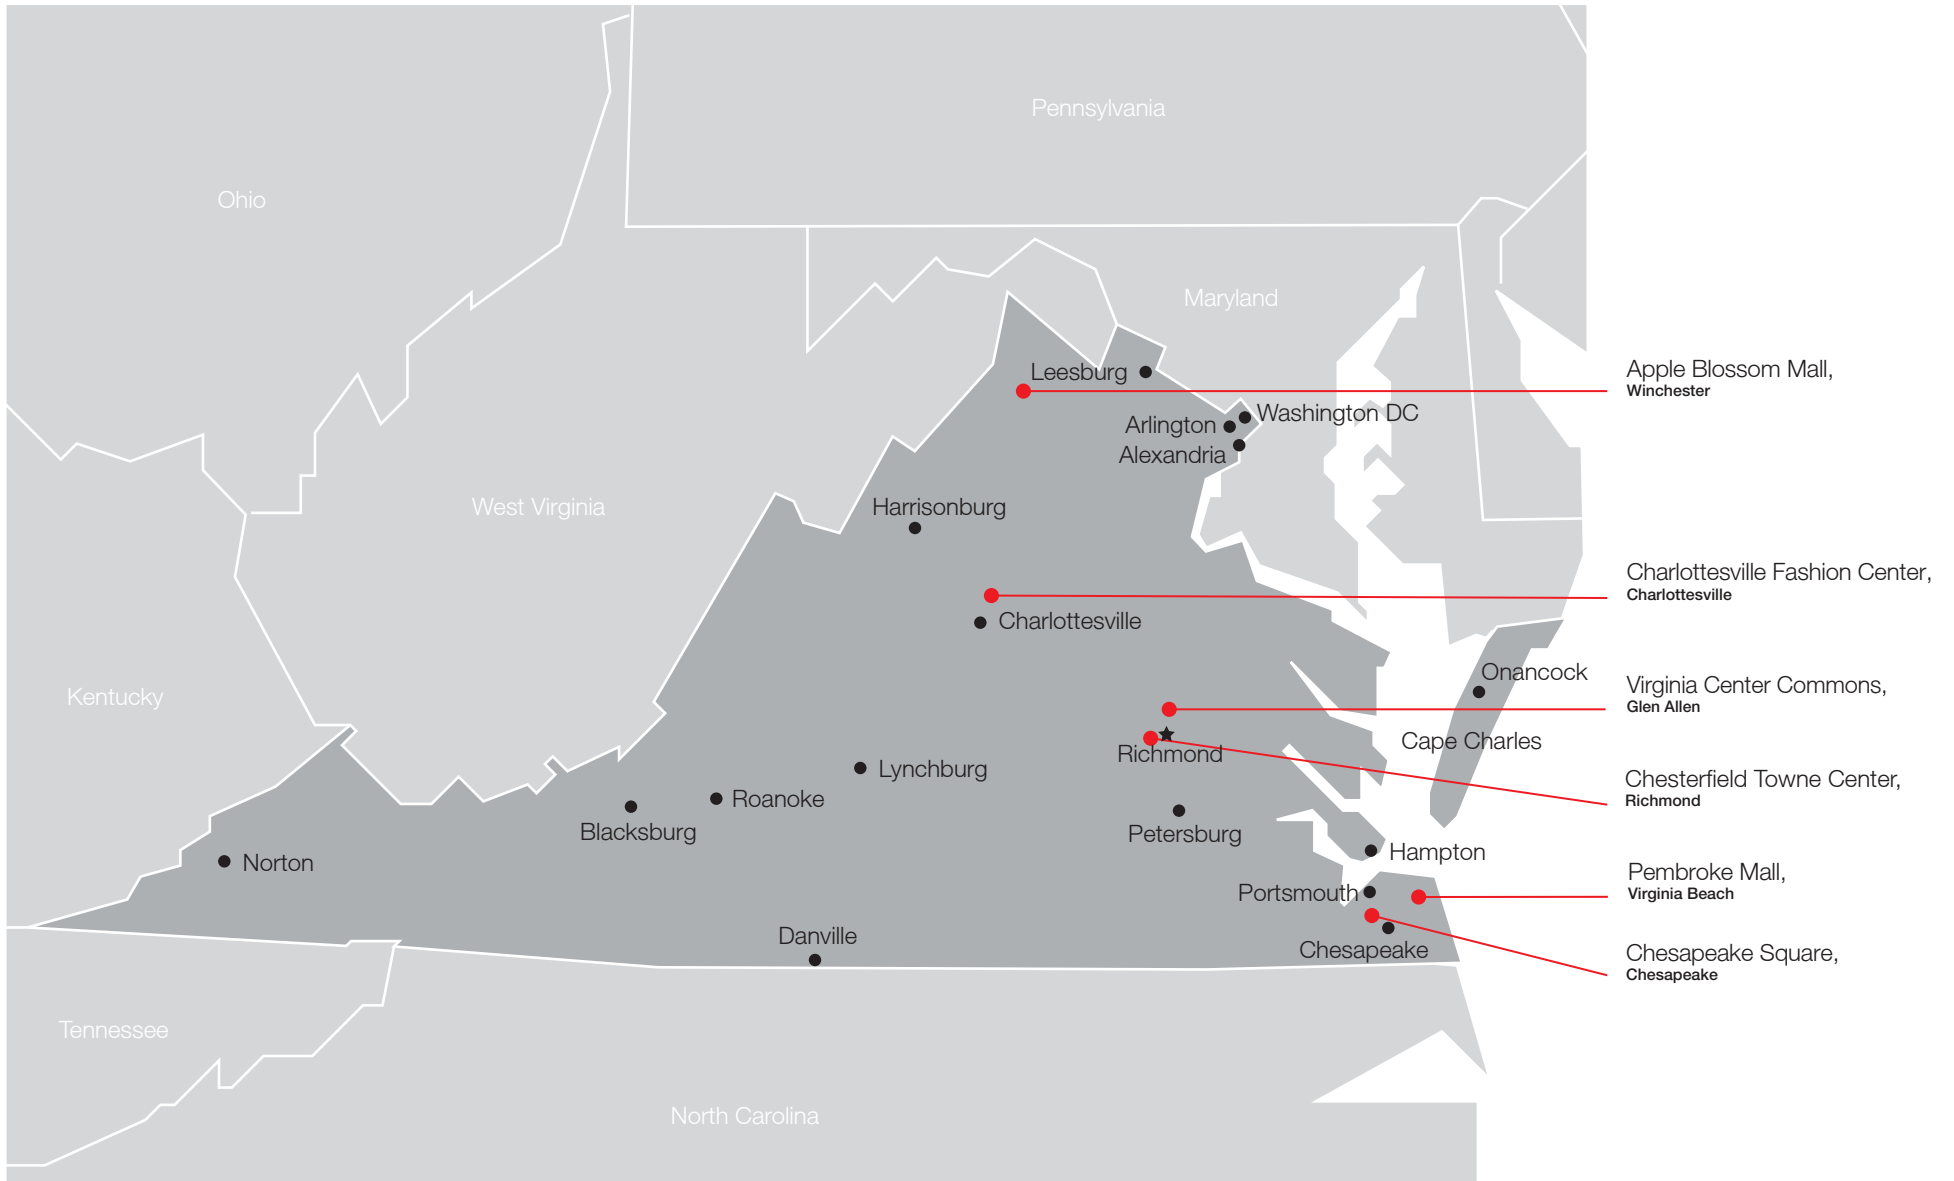 Pennsylvania
Ohio
Maryland
Leesburg
Apple Blossom Mall,
Winchester
Washington DC
Arlington
Alexandria
West Virginia
Harrisonburg
Charlottesville Fashion Center,
Charlottesville
Charlottesville
Onancock
Kentucky
Virginia Center Commons,
Glen Allen
Cape Charles
Richmond
Lynchburg
Chesterfield Towne Center,
Richmond
Roanoke
Blacksburg
Petersburg
Hampton
Norton
Pembroke Mall,
Virginia Beach
Portsmouth
Danville
Chesapeake
Chesapeake Square,
Chesapeake
Tennessee
North Carolina